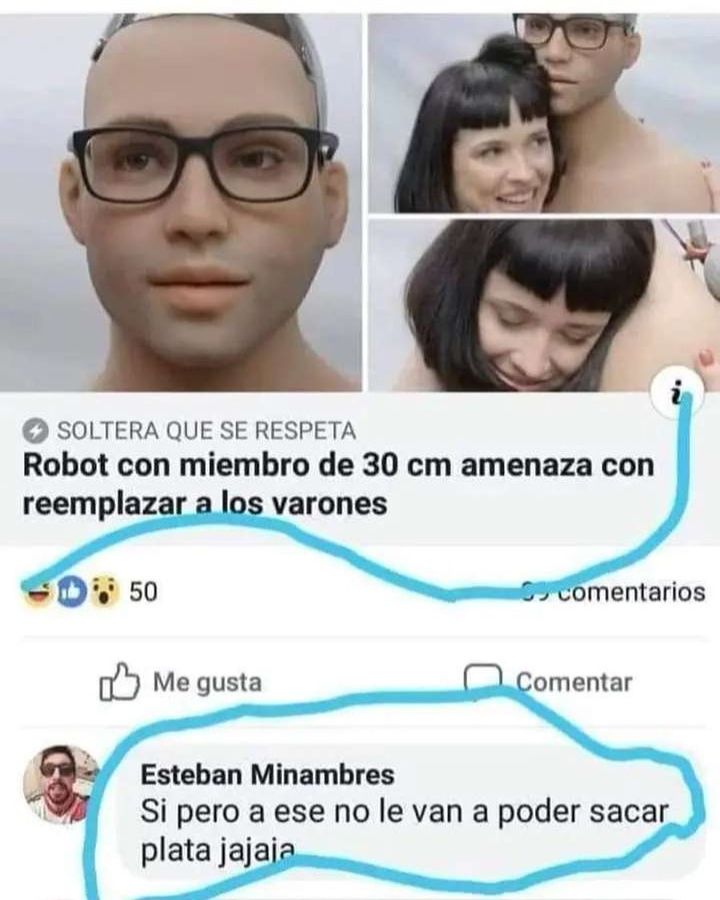 i
SOLTERA QUE SE RESPETA
Robot con miembro de 30 cm amenaza con
reemplazar a los varones
50
comentarios
Me gusta
Comentar
Esteban Minambres
Si pero a ese no le van a poder sacar
plata jajaja